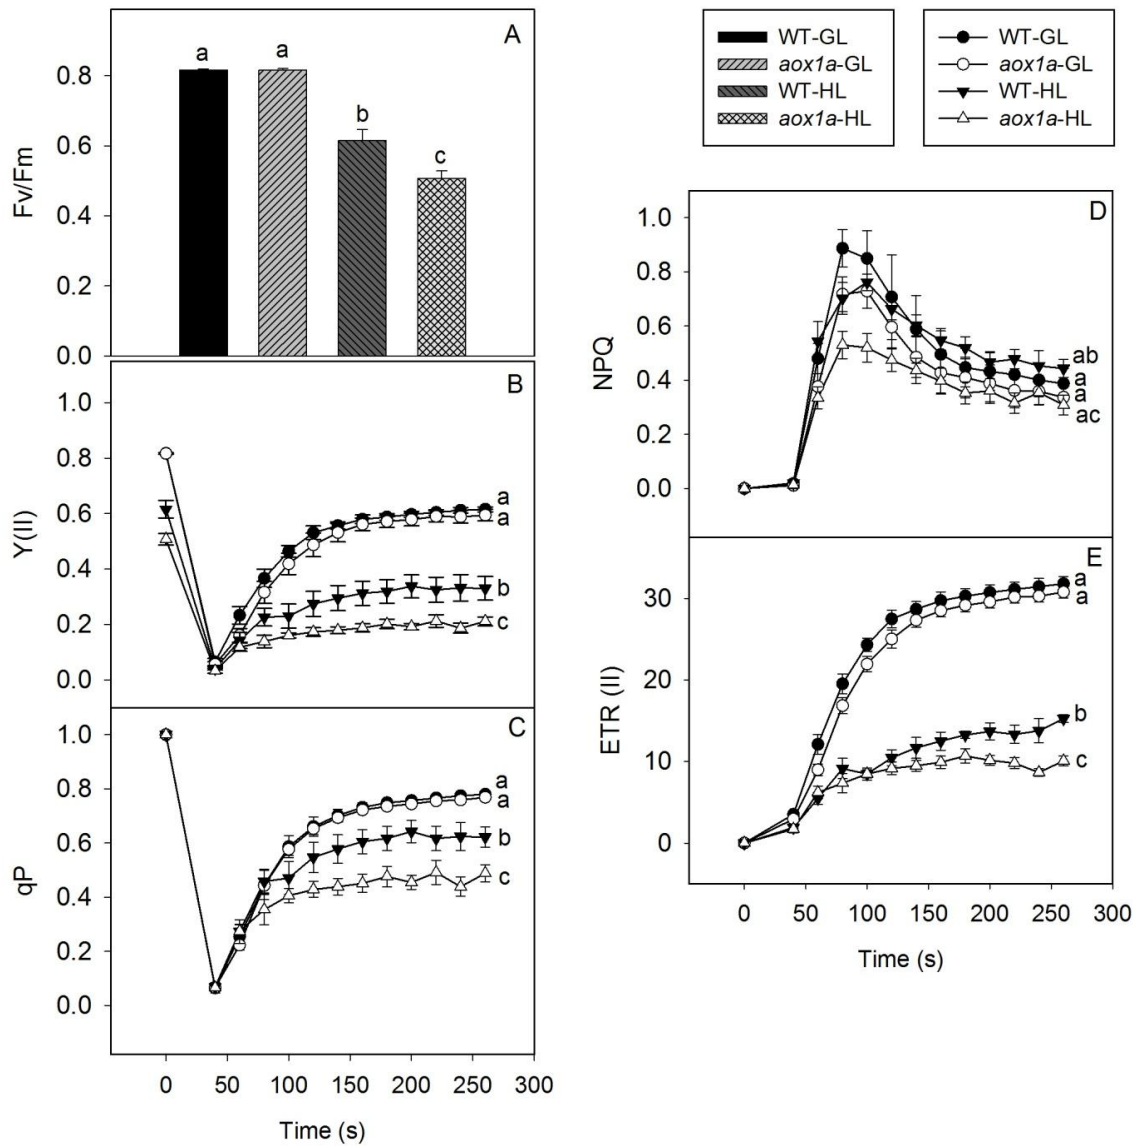 A
a
a
b
c
0.8
0.6
0.4
0.2
0.0
Fv/Fm
WT-GL
aox1a-GL
WT-HL
aox1a-HL
WT-GL
aox1a-GL
WT-HL
aox1a-HL
B
1.0
0.8
0.6
0.4
0.2
0.0
Y(II)
a
a
b
c
C
1.0
0.8
0.6
0.4
0.2
0.0
qP
a
a
b
c
0 50 100 150 200 250 300
Time (s)
D
1.0
0.8
0.6
0.4
0.2
0.0
NPQ
ab
a
a
ac
E
30
20
10
0
ETR (II)
a
a
b
c
0 50 100 150 200 250 300
Time (s)